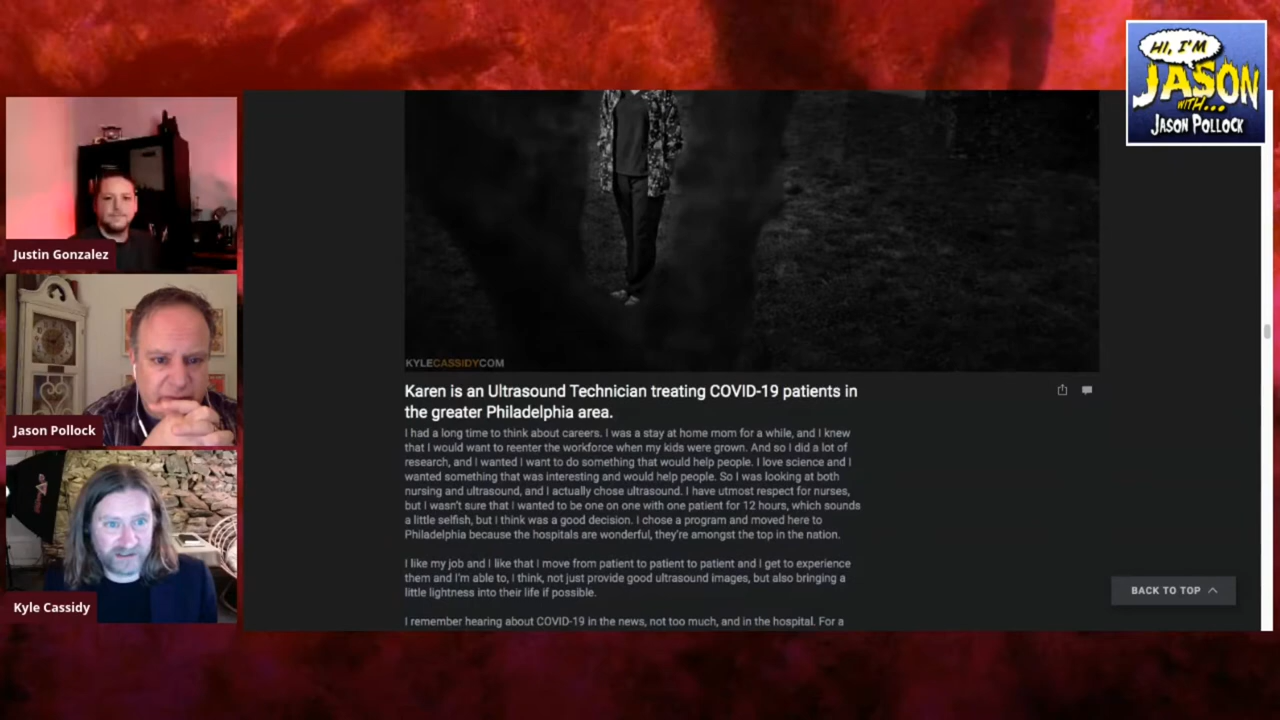 HI, I'M
JASON
WITH...
JASON POLLOCK
Justin Gonzalez
Jason Pollock
Kyle Cassidy
KYLECASSIDYCOM
Karen is an Ultrasound Technician treating COVID-19 patients in
the greater Philadelphia area.
I had a long time to think about careers. I was a stay at home mom for a while, and I knew
that I would want to reenter the workforce when my kids were grown. And so I did a lot of
research, and I wanted I want to do something that would help people. I love science and I
wanted something that was interesting and would help people. So I was looking at both
nursing and ultrasound, and I actually chose ultrasound. I have utmost respect for nurses,
but I wasn't sure that I wanted to be one on one with one patient for 12 hours, which sounds
a little selfish, but I think was a good decision. I chose a program and moved here to
Philadelphia because the hospitals are wonderful, they're amongst the top in the nation.
I like my job and I like that I move from patient to patient to patient and I get to experience
them and I'm able to, I think, not just provide good ultrasound images, but also bringing a
little lightness into their life if possible.
I remember hearing about COVID-19 in the news, not too much, and in the hospital. For a
BACK TO TOP